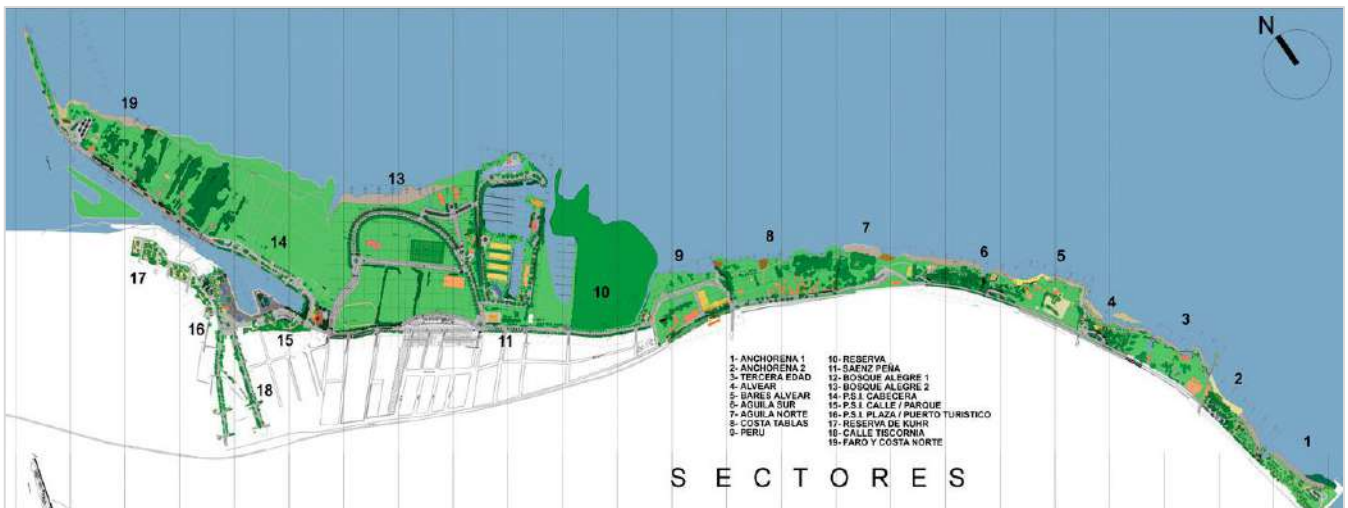 N
19
13
14
17
10
9
8
7
6
5
4
3
2
1
16
15
11
18
1- ANCHORENA 1
2- ANCHORENA 2
3- TERCERA EDAD
4- ALVEAR
5- BARES ALVEAR
6- AGUILA SUR
7- AGUILA NORTE
8- COSTA TABLAS
9- PERU
10- RESERVA
11- SAENZ PEÑA
12- BOSQUE ALEGRE 1
13- BOSQUE ALEGRE 2
14- P.S.I. CABECERA
15- P.S.I. CALLE / PARQUE
16- P.S.I. PLAZA / PUERTO TURISTICO
17- RESERVA DE KUHR
18- CALLE TISCORNIA
19- FARO Y COSTA NORTE
SECTORES